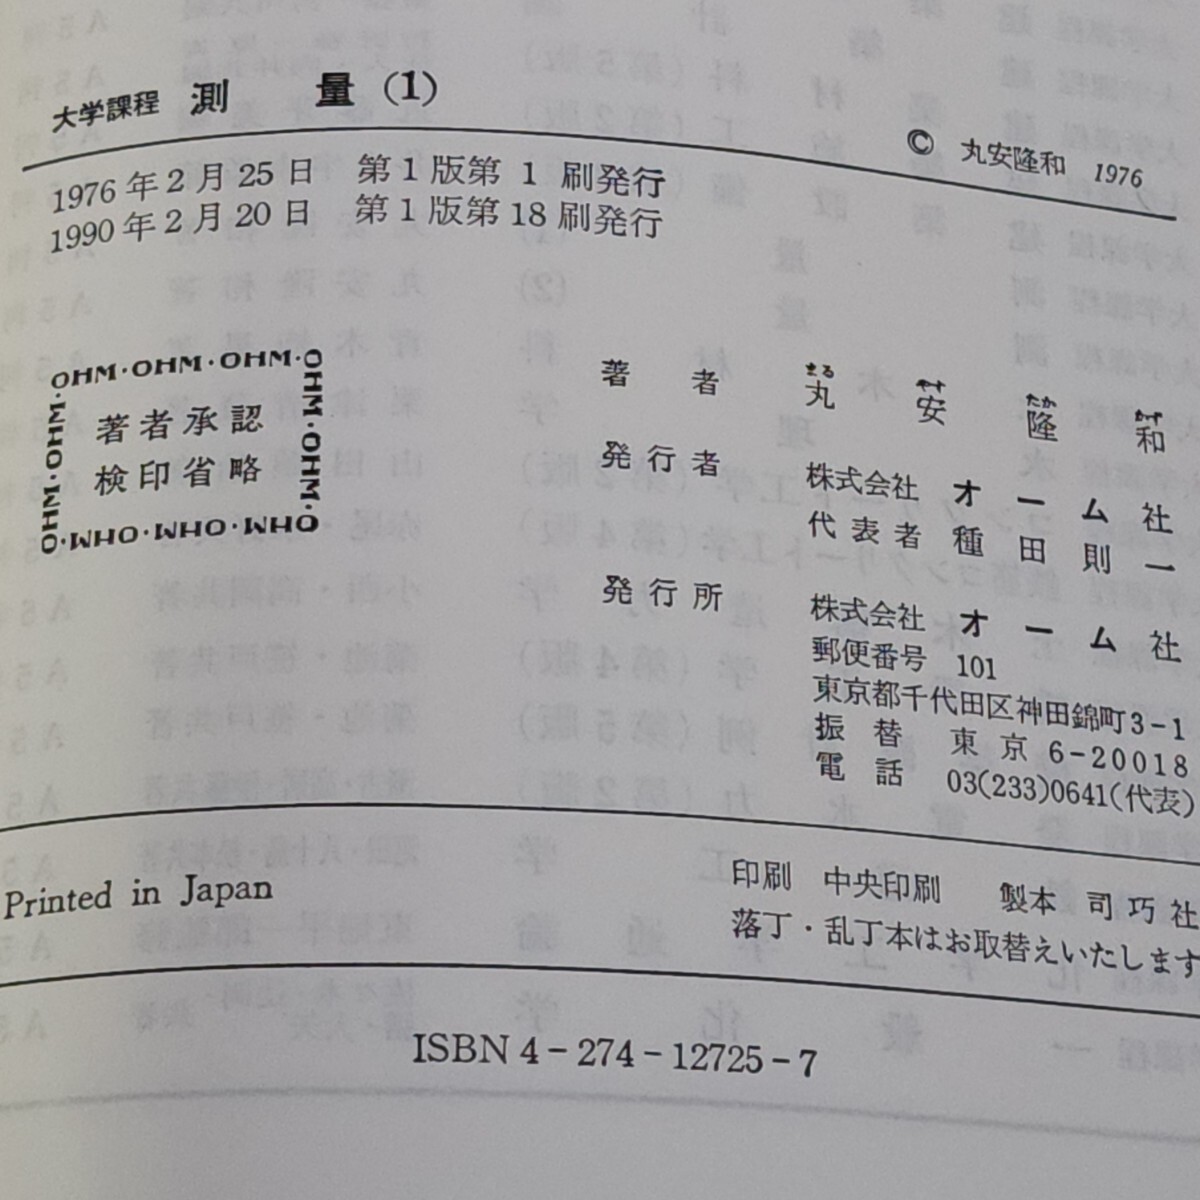 大学課程 測 量 (1)
© 丸安隆和 1976
1976年2月25日 第1版第1刷発行
1990年2月20日 第1版第18刷発行
OHM・OHM・OHM・OHM・OHM・OHM・OHM・OHM・OHM・OHM・
著者承認
検印省略
著者 丸安隆和
まる やす たか かず
発行者 株式会社 オーム社
代表者 種田則一
発行所 株式会社 オーム社
郵便番号 101
東京都千代田区神田錦町3-1
振替 東京 6-20018
電話 03(233)0641(代表)
Printed in Japan
印刷 中央印刷 製本 司巧社
落丁・乱丁本はお取替えいたします
ISBN 4-274-12725-7